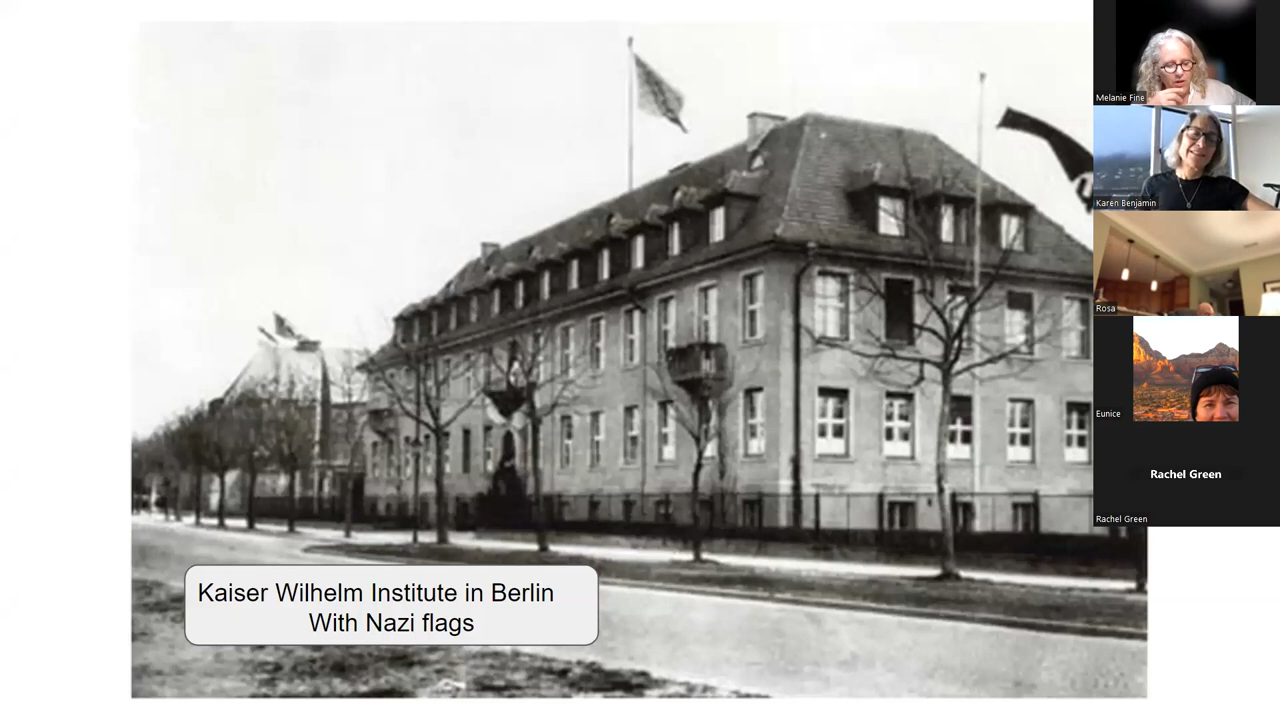 Melanie Fine
Karen Benjamin
Rosa
Eunice
Rachel Green
Rachel Green
Kaiser Wilhelm Institute in Berlin
With Nazi flags